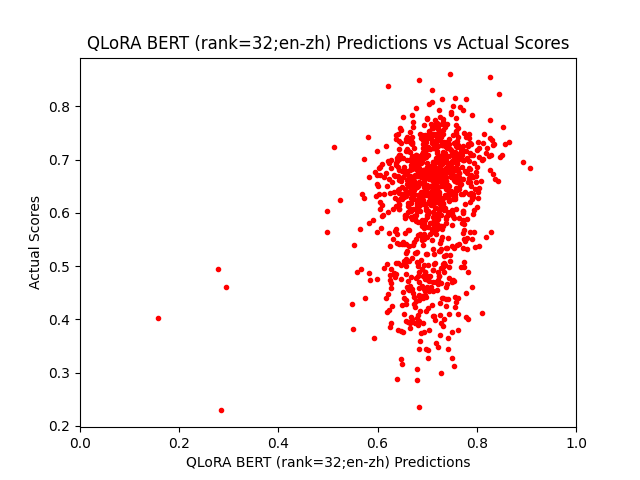 QLoRA BERT (rank=32;en-zh) Predictions vs Actual Scores
Actual Scores
0.8
0.7
0.6
0.5
0.4
0.3
0.2
0.0 0.2 0.4 0.6 0.8 1.0
QLoRA BERT (rank=32;en-zh) Predictions